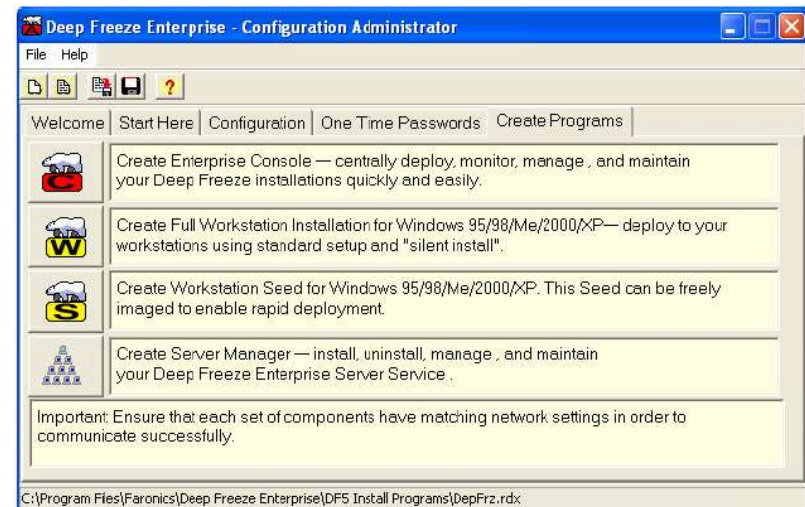 Deep Freeze Enterprise - Configuration Administrator
File Help
?
Welcome Start Here Configuration One Time Passwords Create Programs
C
Create Enterprise Console — centrally deploy, monitor, manage , and maintain
your Deep Freeze installations quickly and easily.
W
Create Full Workstation Installation for Windows 95/98/Me/2000/XP— deploy to your
workstations using standard setup and "silent install".
S
Create Workstation Seed for Windows 95/98/Me/2000/XP. This Seed can be freely
imaged to enable rapid deployment.
Create Server Manager — install, uninstall, manage , and maintain
your Deep Freeze Enterprise Server Service .
Important: Ensure that each set of components have matching network settings in order to
communicate successfully.
C:\Program Files\Faronics\Deep Freeze Enterprise\DF5 Install Programs\DepFrz.rdx